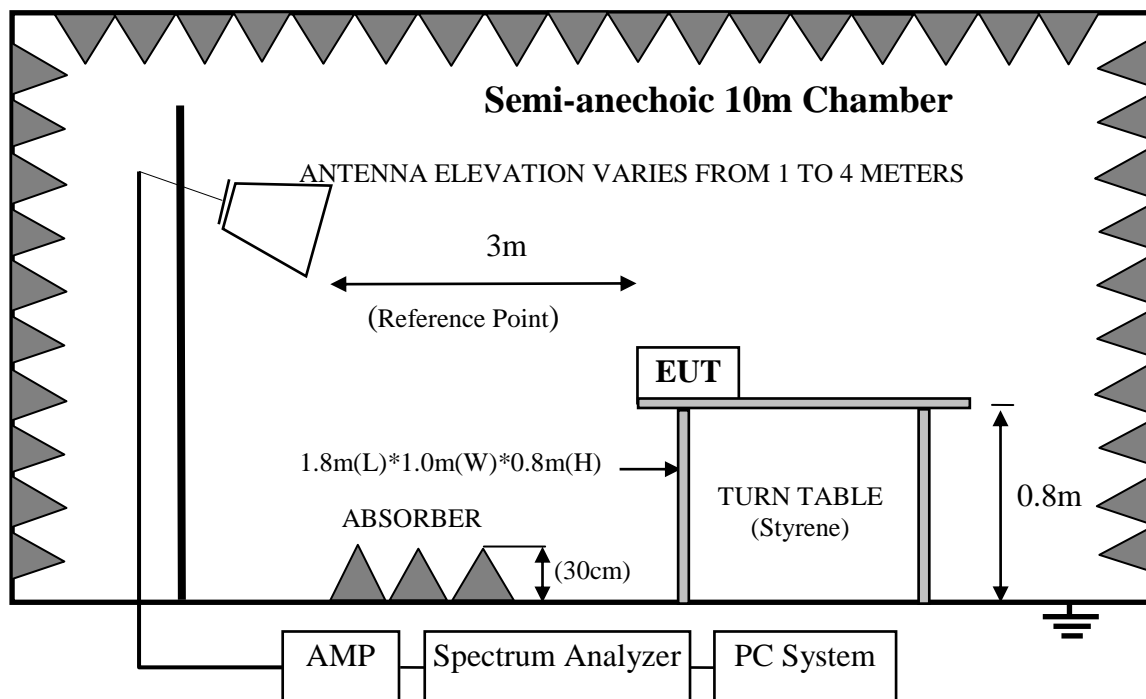 Semi-anechoic 10m Chamber
ANTENNA ELEVATION VARIES FROM 1 TO 4 METERS
3m
(Reference Point)
EUT
1.8m(L)*1.0m(W)*0.8m(H)
TURN TABLE
(Styrene)
0.8m
ABSORBER
(30cm)
AMP
Spectrum Analyzer
PC System